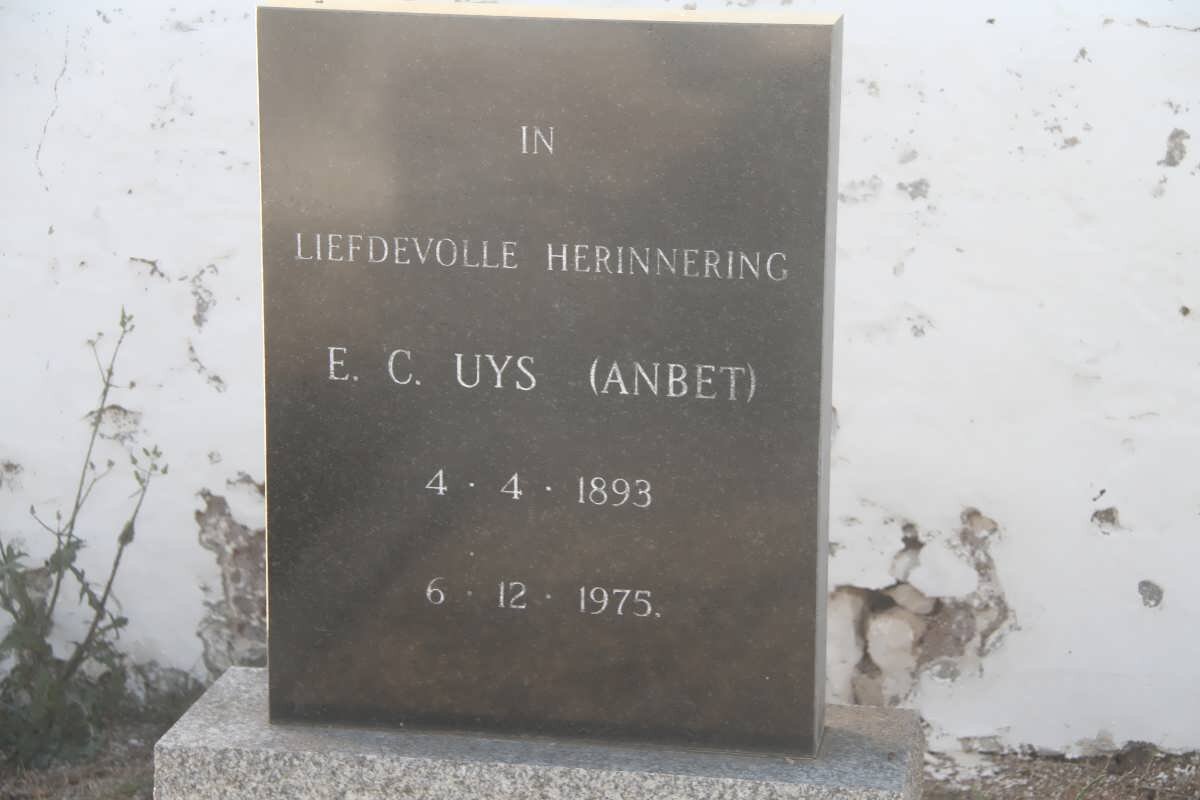 IN
LIEFDEVOLLE HERINNERING
E. C. UYS (ANBET)
4 · 4 · 1893
6 · 12 · 1975.